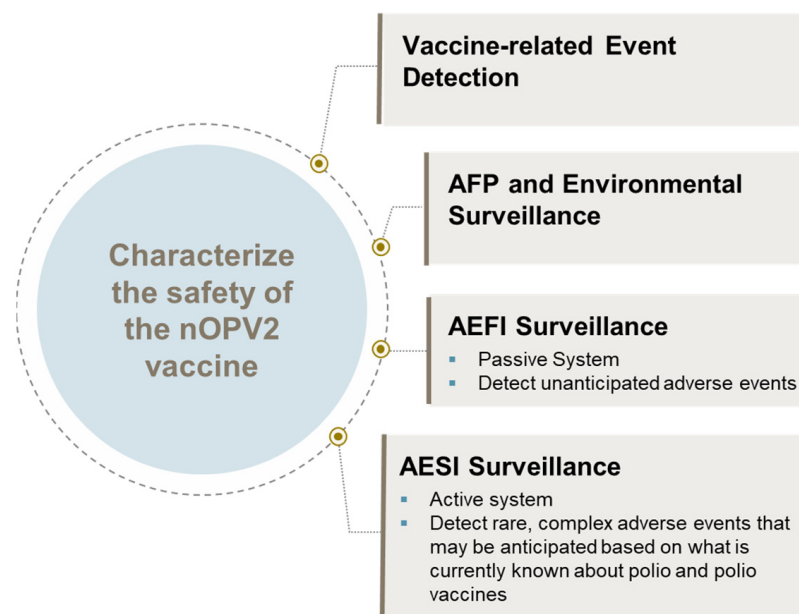 Vaccine-related Event
Detection
AFP and Environmental
Surveillance
Characterize
the safety of
the nOPV2
vaccine
AEFI Surveillance
▪ Passive System
▪ Detect unanticipated adverse events
AESI Surveillance
▪ Active system
▪ Detect rare, complex adverse events that
may be anticipated based on what is
currently known about polio and polio
vaccines